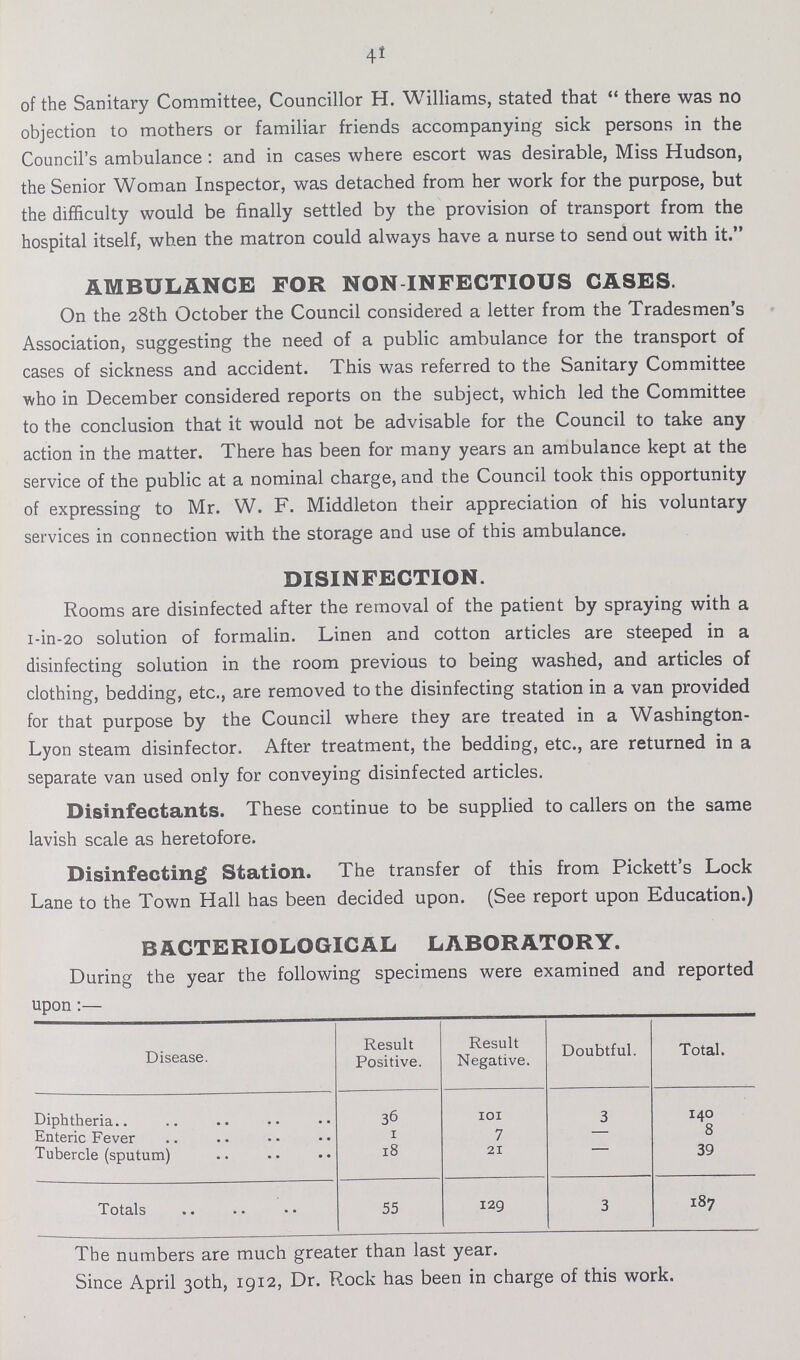 41
of the Sanitary Committee, Councillor H. Williams, stated that “ there was no
objection to mothers or familiar friends accompanying sick persons in the
Council’s ambulance : and in cases where escort was desirable, Miss Hudson,
the Senior Woman Inspector, was detached from her work for the purpose, but
the difficulty would be finally settled by the provision of transport from the
hospital itself, when the matron could always have a nurse to send out with it.”
AMBULANCE FOR NON-INFECTIOUS CASES.
On the 28th October the Council considered a letter from the Tradesmen’s
Association, suggesting the need of a public ambulance for the transport of
cases of sickness and accident. This was referred to the Sanitary Committee
who in December considered reports on the subject, which led the Committee
to the conclusion that it would not be advisable for the Council to take any
action in the matter. There has been for many years an ambulance kept at the
service of the public at a nominal charge, and the Council took this opportunity
of expressing to Mr. W. F. Middleton their appreciation of his voluntary
services in connection with the storage and use of this ambulance.
DISINFECTION.
Rooms are disinfected after the removal of the patient by spraying with a
1-in-20 solution of formalin. Linen and cotton articles are steeped in a
disinfecting solution in the room previous to being washed, and articles of
clothing, bedding, etc., are removed to the disinfecting station in a van provided
for that purpose by the Council where they are treated in a Washington-
Lyon steam disinfector. After treatment, the bedding, etc., are returned in a
separate van used only for conveying disinfected articles.
Disinfectants. These continue to be supplied to callers on the same
lavish scale as heretofore.
Disinfecting Station. The transfer of this from Pickett’s Lock
Lane to the Town Hall has been decided upon. (See report upon Education.)
BACTERIOLOGICAL LABORATORY.
During the year the following specimens were examined and reported
upon :—
Disease. Result Positive. Result Negative. Doubtful. Total.
Diphtheria.. .. .. .. .. 36 101 3 140
Enteric Fever .. .. .. .. 1 7 — 8
Tubercle (sputum) .. .. .. 18 21 — 39
Totals .. .. .. 55 129 3 187
The numbers are much greater than last year.
Since April 30th, 1912, Dr. Rock has been in charge of this work.